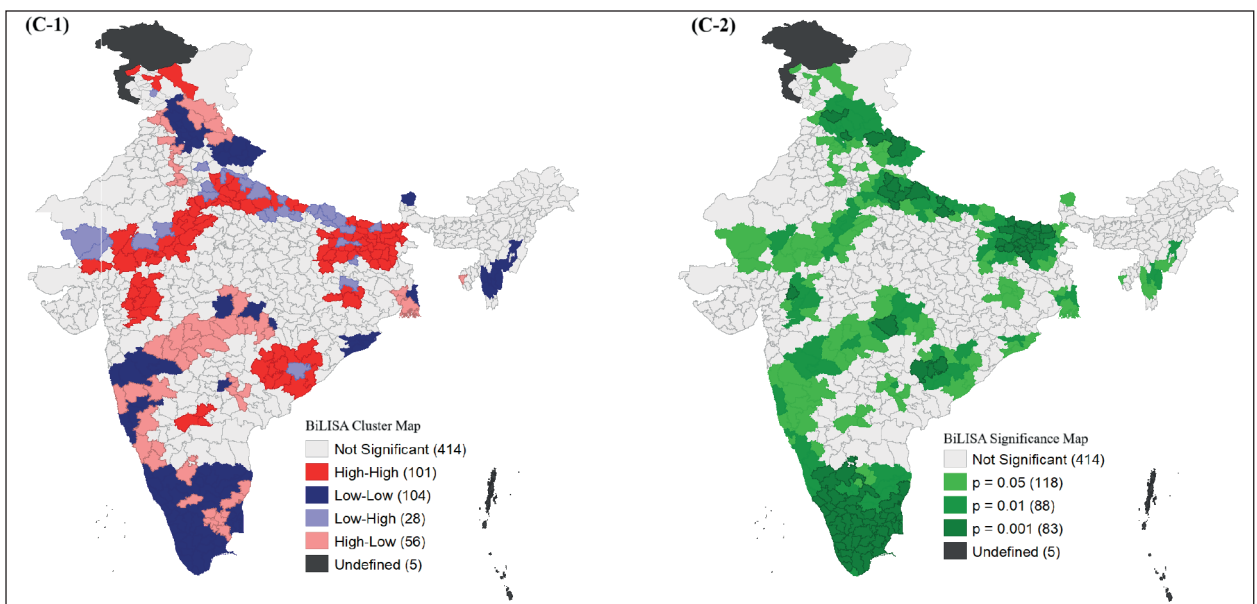 (C-1)
BiLISA Cluster Map
Not Significant (414)
High-High (101)
Low-Low (104)
Low-High (28)
High-Low (56)
Undefined (5)
(C-2)
BiLISA Significance Map
Not Significant (414)
p = 0.05 (118)
p = 0.01 (88)
p = 0.001 (83)
Undefined (5)